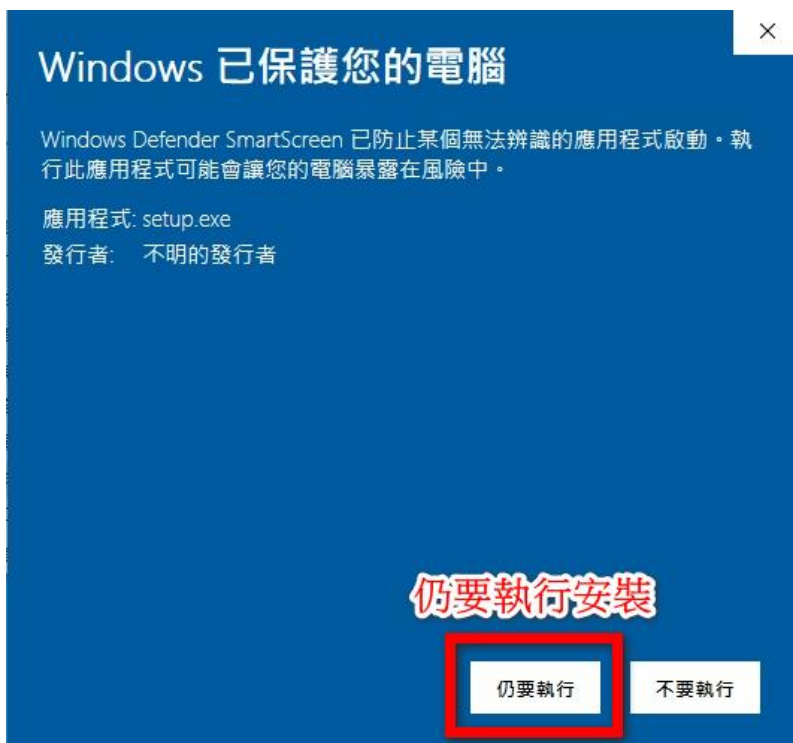 Windows 已保護您的電腦
Windows Defender SmartScreen 已防止某個無法辨識的應用程式啟動。執
行此應用程式可能會讓您的電腦暴露在風險中。
應用程式: setup.exe
發行者: 不明的發行者
仍要執行安裝
仍要執行 不要執行